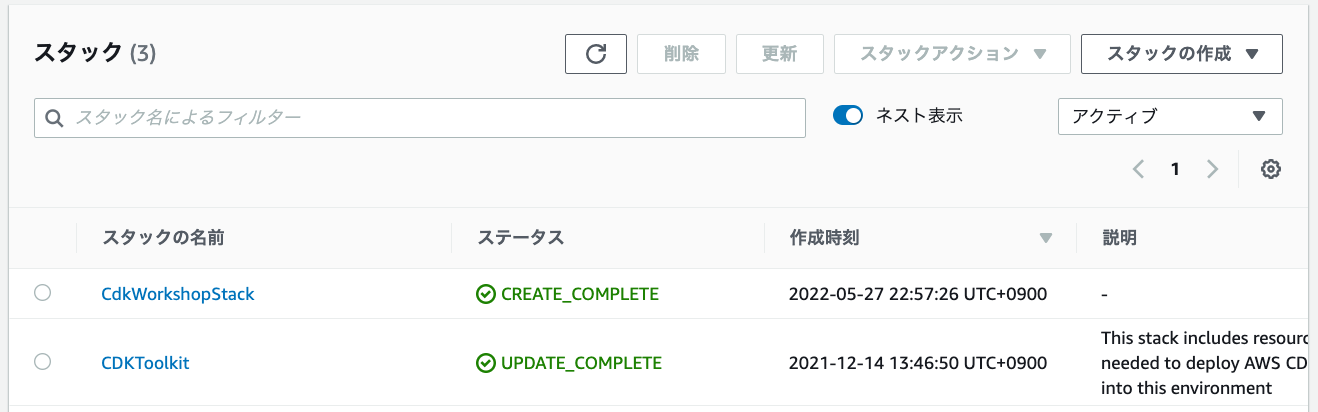 スタック (3)
削除
更新
スタックアクション
スタックの作成
スタック名によるフィルター
ネスト表示
アクティブ
1
スタックの名前 ステータス 作成時刻 説明
CdkWorkshopStack CREATE_COMPLETE 2022-05-27 22:57:26 UTC+0900 -
CDKToolkit UPDATE_COMPLETE 2021-12-14 13:46:50 UTC+0900
This stack includes resourc
needed to deploy AWS CD
into this environment